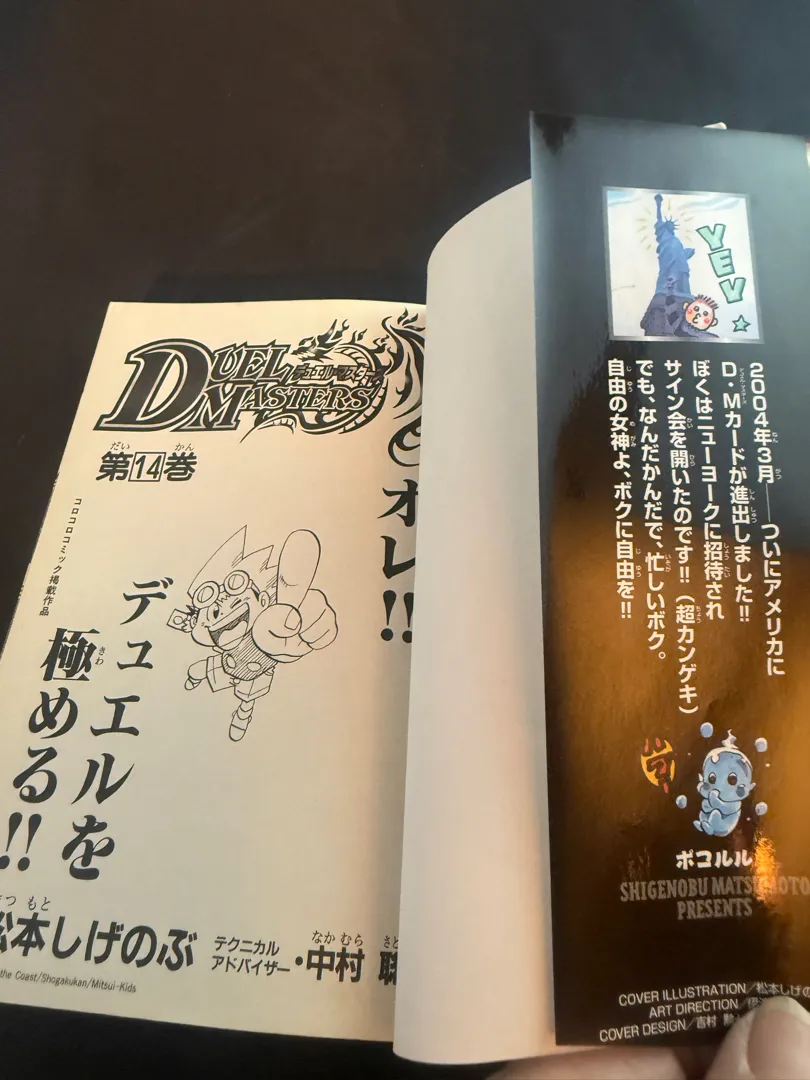 YEY
2004年3月――ついにアメリカに
D・Mカードが進出しました!!
ぼくはニューヨークに招待され
サイン会を開いたのです!!(超カンゲキ)
でも、なんだかんだで、忙しいボク。
自由の女神よ、ボクに自由を!!
ポコルル
SHIGENOBU MATSUMOTO
PRESENTS
COVER ILLUSTRATION/松本しげの
ART DIRECTION/
COVER DESIGN/吉村
DUEL MASTERS
デュエル・マスターズ
第14巻
コロコロコミック掲載作品
オレ!!
デュエルを
極める!!
松本しげのぶ
テクニカル
アドバイザー・中村 聡
the Coast/Shogakukan/Mitsui-Kids